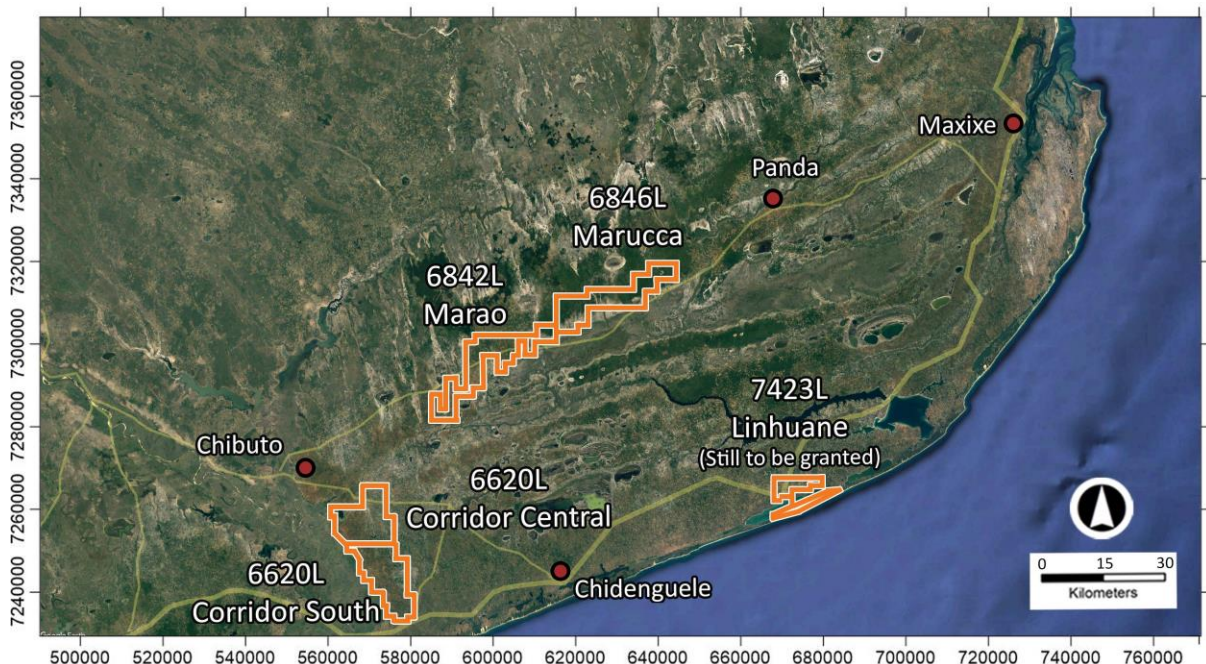 7360000
7340000
7320000
7300000
7280000
7260000
7240000
Maxixe
Panda
6846L
Marucca
6842L
Marao
7423L
Linhuane
(Still to be granted)
Chibuto
6620L
Corridor Central
6620L
Corridor South
Chidenguele
0 15 30
Kilometers
Google Earth
500000 520000 540000 560000 580000 600000 620000 640000 660000 680000 700000 720000 740000 760000